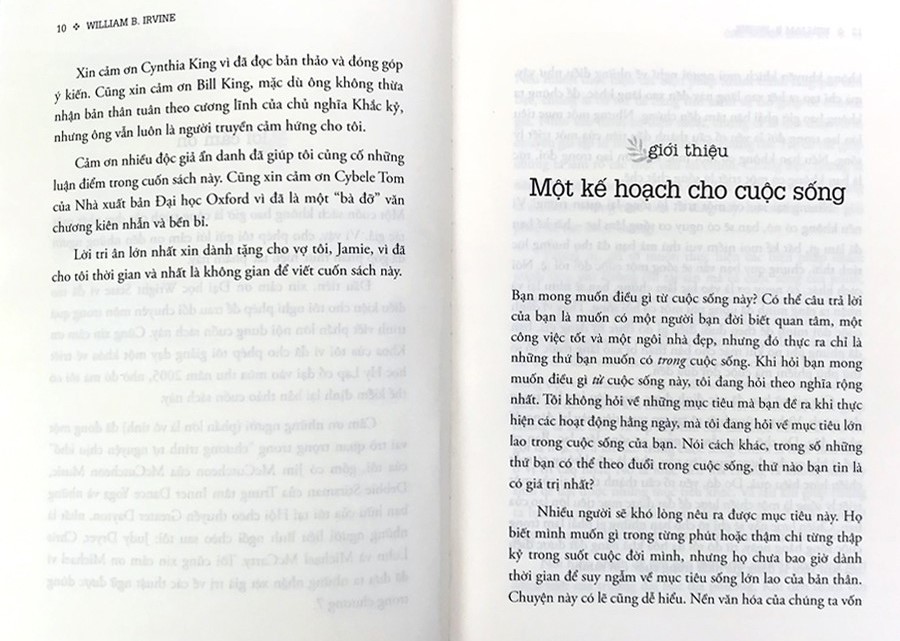 10 ❖ WILLIAM B. IRVINE
Xin cảm ơn Cynthia King vì đã đọc bản thảo và đóng góp
ý kiến. Cũng xin cảm ơn Bill King, mặc dù ông không thừa
nhận bản thân tuân theo cương lĩnh của chủ nghĩa Khắc kỷ,
nhưng ông vẫn luôn là người truyền cảm hứng cho tôi.
Cảm ơn nhiều độc giả ẩn danh đã giúp tôi củng cố những
luận điểm trong cuốn sách này. Cũng xin cảm ơn Cybele Tom
của Nhà xuất bản Đại học Oxford vì đã là một “bà đỡ” văn
chương kiên nhẫn và bền bỉ.
Lời tri ân lớn nhất xin dành tặng cho vợ tôi, Jamie, vì đã
cho tôi thời gian và nhất là không gian để viết cuốn sách này.
giới thiệu
Một kế hoạch cho cuộc sống
Bạn mong muốn điều gì từ cuộc sống này? Có thể câu trả lời
của bạn là muốn có một người bạn đời biết quan tâm, một
công việc tốt và một ngôi nhà đẹp, nhưng đó thực ra chỉ là
những thứ bạn muốn có trong cuộc sống. Khi hỏi bạn mong
muốn điều gì từ cuộc sống này, tôi đang hỏi theo nghĩa rộng
nhất. Tôi không hỏi về những mục tiêu mà bạn đề ra khi thực
hiện các hoạt động hằng ngày, mà tôi đang hỏi về mục tiêu lớn
lao trong cuộc sống của bạn. Nói cách khác, trong số những
thứ bạn có thể theo đuổi trong cuộc sống, thứ nào bạn tin là
có giá trị nhất?
Nhiều người sẽ khó lòng nêu ra được mục tiêu này. Họ
biết mình muốn gì trong từng phút hoặc thậm chí từng thập
kỷ trong suốt cuộc đời mình, nhưng họ chưa bao giờ dành
thời gian để suy ngẫm về mục tiêu sống lớn lao của bản thân.
Chuyện này có lẽ cũng dễ hiểu. Nền văn hóa của chúng ta vốn